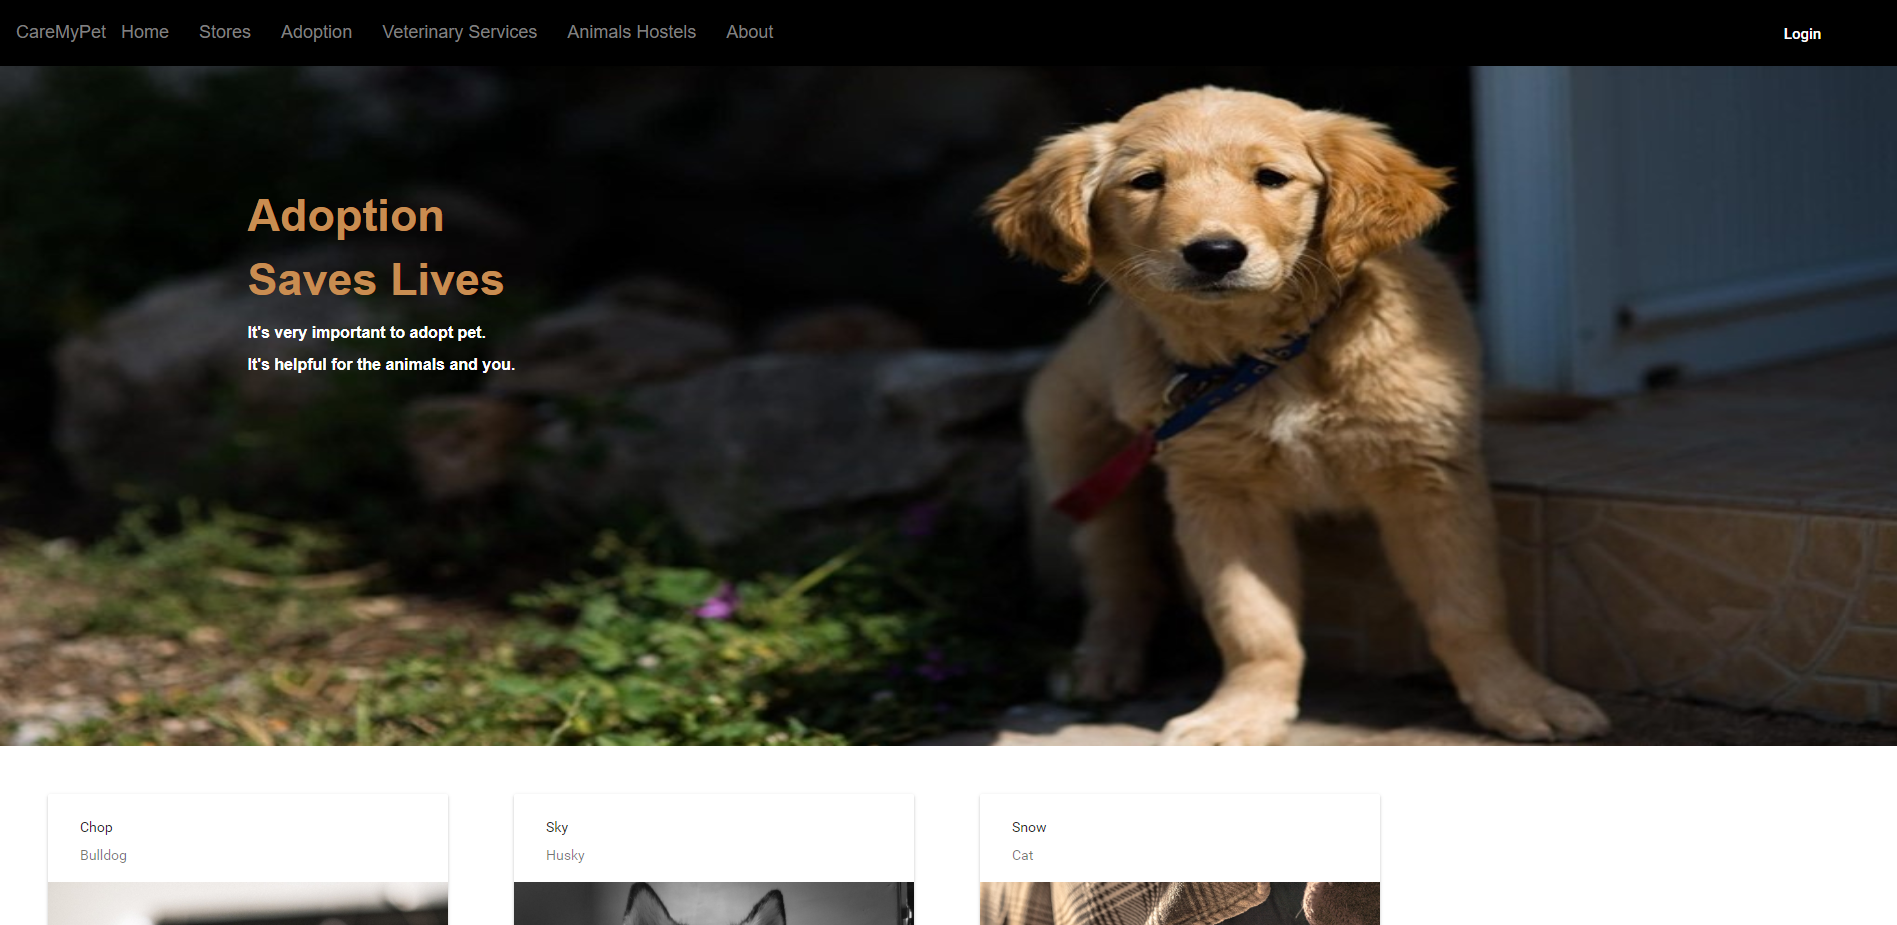 CareMyPet Home Stores Adoption Veterinary Services Animals Hostels About Login
Adoption
Saves Lives
It's very important to adopt pet.
It's helpful for the animals and you.
Chop
Bulldog
Sky
Husky
Snow
Cat